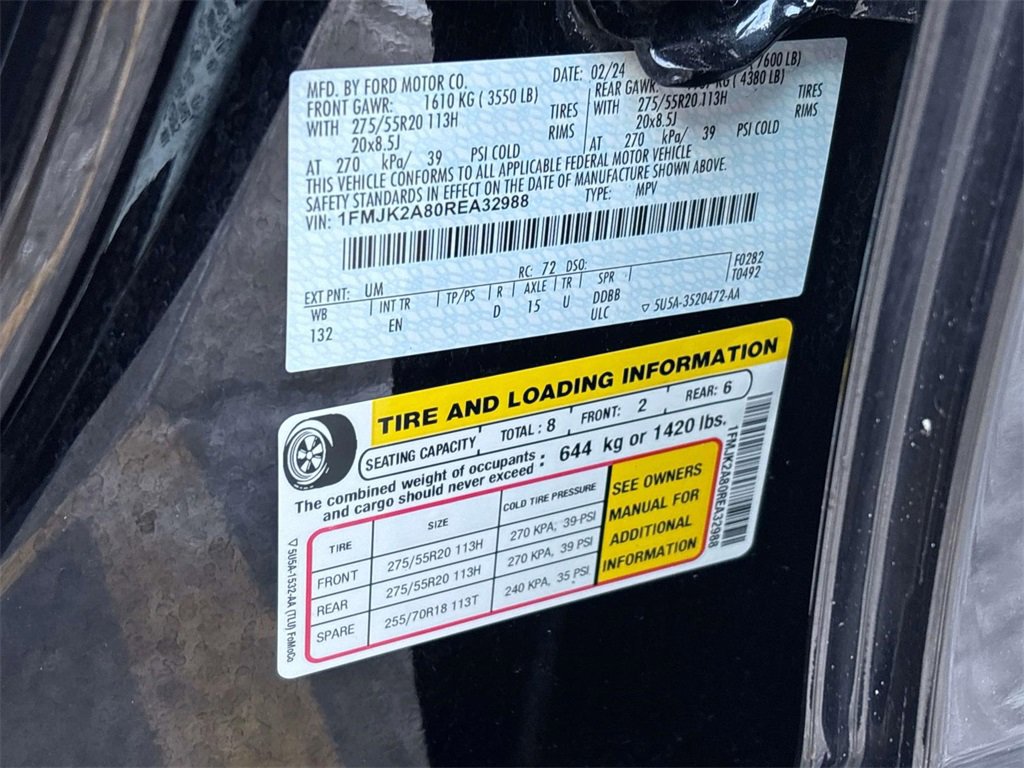 MFD. BY FORD MOTOR CO.
DATE: 02/24
7600 LB)
FRONT GAWR: 1610 KG ( 3550 LB)
REAR GAWR: KG ( 4380 LB)
WITH 275/55R20 113H TIRES
WITH 275/55R20 113H TIRES
20x8.5J RIMS
20x8.5J RIMS
AT 270 kPa/ 39 PSI COLD
AT 270 kPa/ 39 PSI COLD
THIS VEHICLE CONFORMS TO ALL APPLICABLE FEDERAL MOTOR VEHICLE
SAFETY STANDARDS IN EFFECT ON THE DATE OF MANUFACTURE SHOWN ABOVE.
VIN: 1FMJK2A80REA32988 TYPE: MPV
EXT PNT: UM RC: 72 DSO: F0282
WB INT TR TP/PS R AXLE TR SPR T0492
132 EN D 15 U DDBB
ULC ▽ 5U5A-3520472-AA
TIRE AND LOADING INFORMATION
SEATING CAPACITY TOTAL : 8 FRONT: 2 REAR: 6
The combined weight of occupants
and cargo should never exceed : 644 kg or 1420 lbs.
TIRE SIZE COLD TIRE PRESSURE
FRONT 275/55R20 113H 270 KPA, 39 PSI
REAR 275/55R20 113H 270 KPA, 39 PSI
SPARE 255/70R18 113T 240 KPA, 35 PSI
SEE OWNERS
MANUAL FOR
ADDITIONAL
INFORMATION
1FMJK2A80REA32988
▽ 5U5A-1532-AA (TLU) FoMoCo